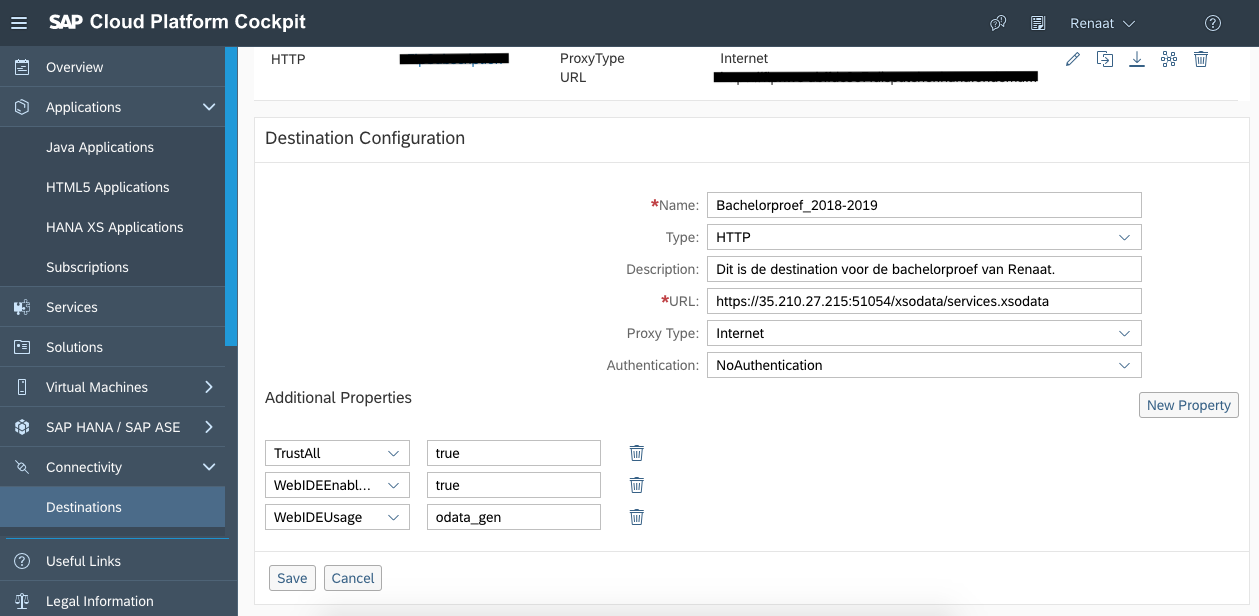 SAP Cloud Platform Cockpit
Renaat
Overview
Applications
Java Applications
HTML5 Applications
HANA XS Applications
Subscriptions
Services
Solutions
Virtual Machines
SAP HANA / SAP ASE
Connectivity
Destinations
Useful Links
Legal Information
HTTP
ProxyType
Internet
URL
Destination Configuration
*Name: Bachelorproef_2018-2019
Type: HTTP
Description: Dit is de destination voor de bachelorproef van Renaat.
*URL: https://35.210.27.215:51054/xsodata/services.xsodata
Proxy Type: Internet
Authentication: NoAuthentication
Additional Properties
New Property
TrustAll true
WebIDEEnabl... true
WebIDEUsage odata_gen
Save Cancel